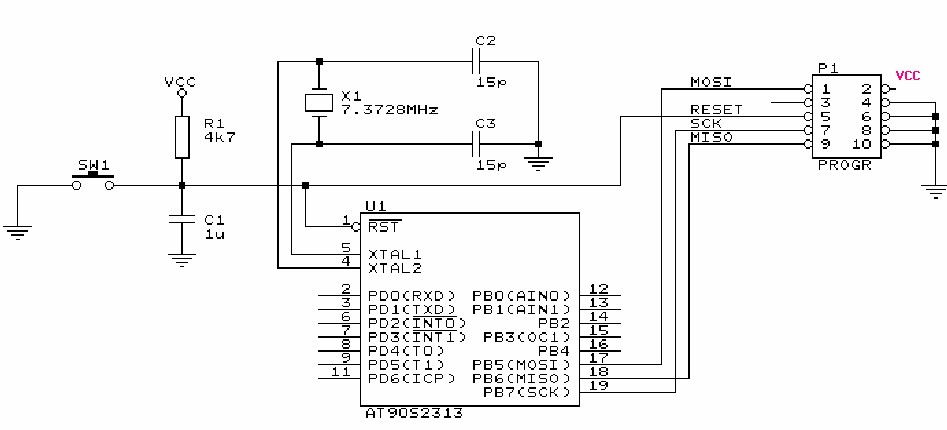 C2
15p
X1
7.3728MHz
C3
15p
VCC
R1
4k7
SW1
C1
1u
MOSI
RESET
SCK
MISO
P1
VCC
1 2
3 4
5 6
7 8
9 10
PROGR
U1
1 RST
5 XTAL1
4 XTAL2
2 PD0(RXD) PB0(AIN0) 12
3 PD1(TXD) PB1(AIN1) 13
6 PD2(INT0) PB2 14
7 PD3(INT1) PB3(OC1) 15
8 PD4(T0) PB4 16
9 PD5(T1) PB5(MOSI) 17
11 PD6(ICP) PB6(MISO) 18
PB7(SCK) 19
AT90S2313